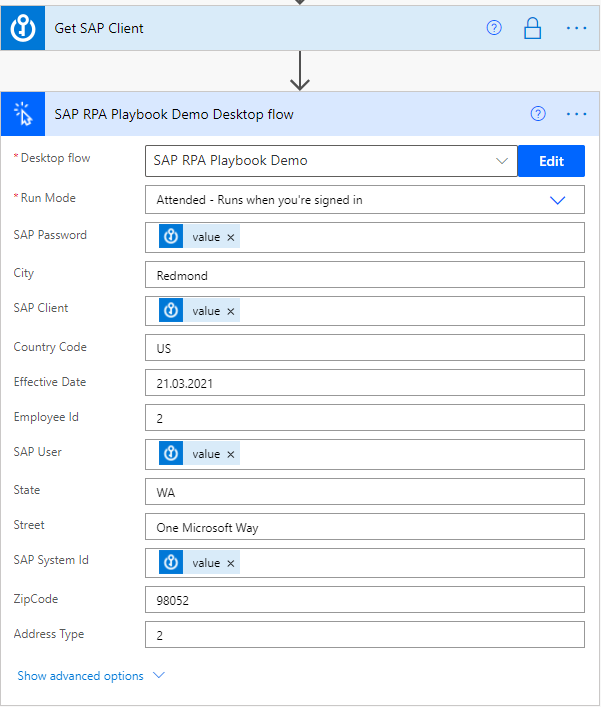 Get SAP Client
SAP RPA Playbook Demo Desktop flow
* Desktop flow SAP RPA Playbook Demo Edit
* Run Mode Attended - Runs when you're signed in
SAP Password value ×
City Redmond
SAP Client value ×
Country Code US
Effective Date 21.03.2021
Employee Id 2
SAP User value ×
State WA
Street One Microsoft Way
SAP System Id value ×
ZipCode 98052
Address Type 2
Show advanced options